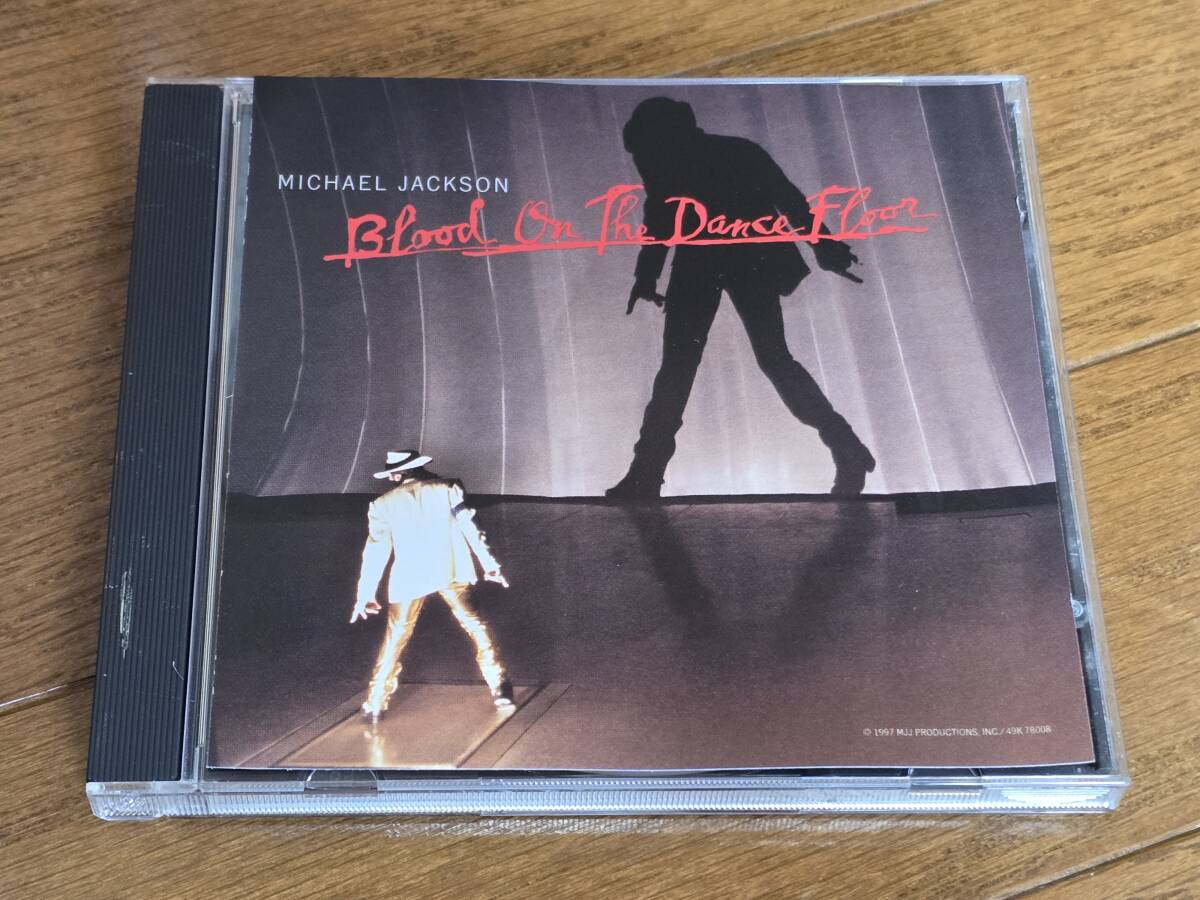 MICHAEL JACKSON
Blood On The Dance Floor
© 1997 MJJ PRODUCTIONS, INC./ 49K 78008